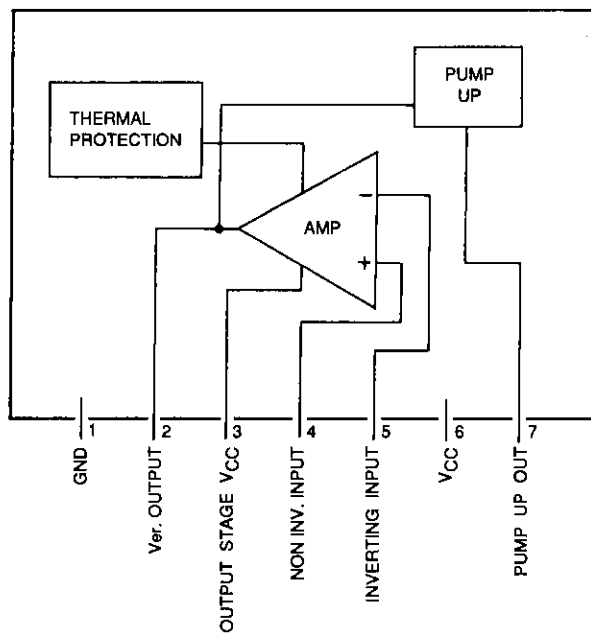 PUMP
UP
THERMAL
PROTECTION
AMP
−
+
1
2
3
4
5
6
7
GND
Ver. OUTPUT
OUTPUT STAGE VCC
NON INV. INPUT
INVERTING INPUT
VCC
PUMP UP OUT